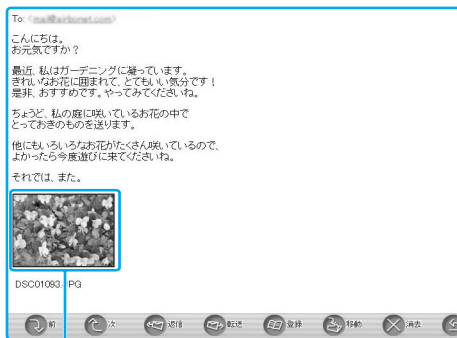 To:
こんにちは。
お元気ですか？
最近、私はガーデニングに凝っています。
きれいなお花に囲まれて、とてもいい気分です！
是非、おすすめです。やってみてくださいね。
ちょうど、私の庭に咲いているお花の中で
とっておきのものを送ります。
他にもいろいろなお花がたくさん咲いているので、
よかったら今度遊びに来てくださいね。
それでは、また。
DSC01093.JPG
前 次 返信 転送 登録 移動 消去